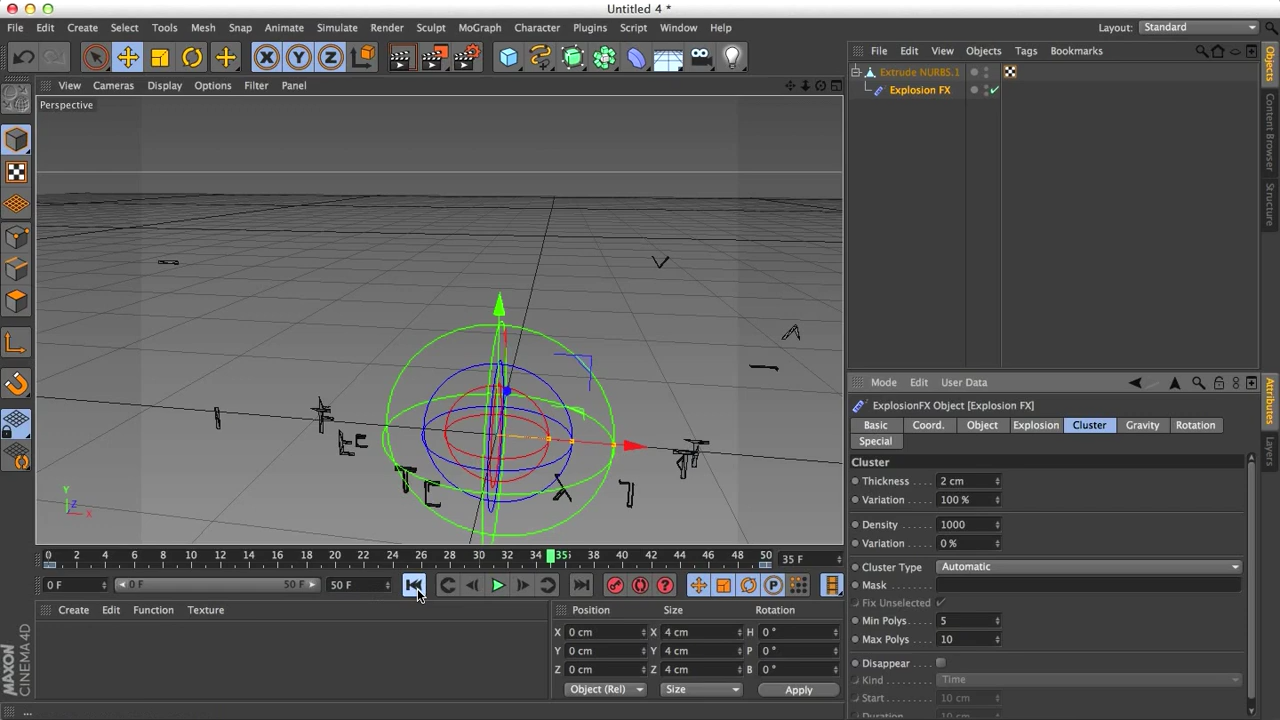 Untitled 4 *
File Edit Create Select Tools Mesh Snap Animate Simulate Render Sculpt MoGraph Character Plugins Script Window Help Layout: Standard
X Y Z
File Edit View Objects Tags Bookmarks
View Cameras Display Options Filter Panel
Perspective
Extrude NURBS.1
Explosion FX
Objects
Content Browser
Structure
Mode Edit User Data
ExplosionFX Object [Explosion FX]
Basic Coord. Object Explosion Cluster Gravity Rotation
Special
Attributes
Layers
Cluster
Thickness 2 cm
Variation 100 %
Density 1000
Variation 0 %
Cluster Type Automatic
Mask
Fix Unselected
Min Polys 5
Max Polys 10
Disappear
Kind Time
Start 10 cm
Duration 10 cm
Y
Z
X
0 2 4 6 8 10 12 14 16 18 20 22 24 26 28 30 32 34 35 38 40 42 44 46 48 50 35 F
0 F 0 F 50 F 50 F P
Create Edit Function Texture
Position Size Rotation
X 0 cm X 4 cm H 0 °
Y 0 cm Y 4 cm P 0 °
Z 0 cm Z 4 cm B 0 °
Object (Rel) Size Apply
MAXON
CINEMA 4D
...